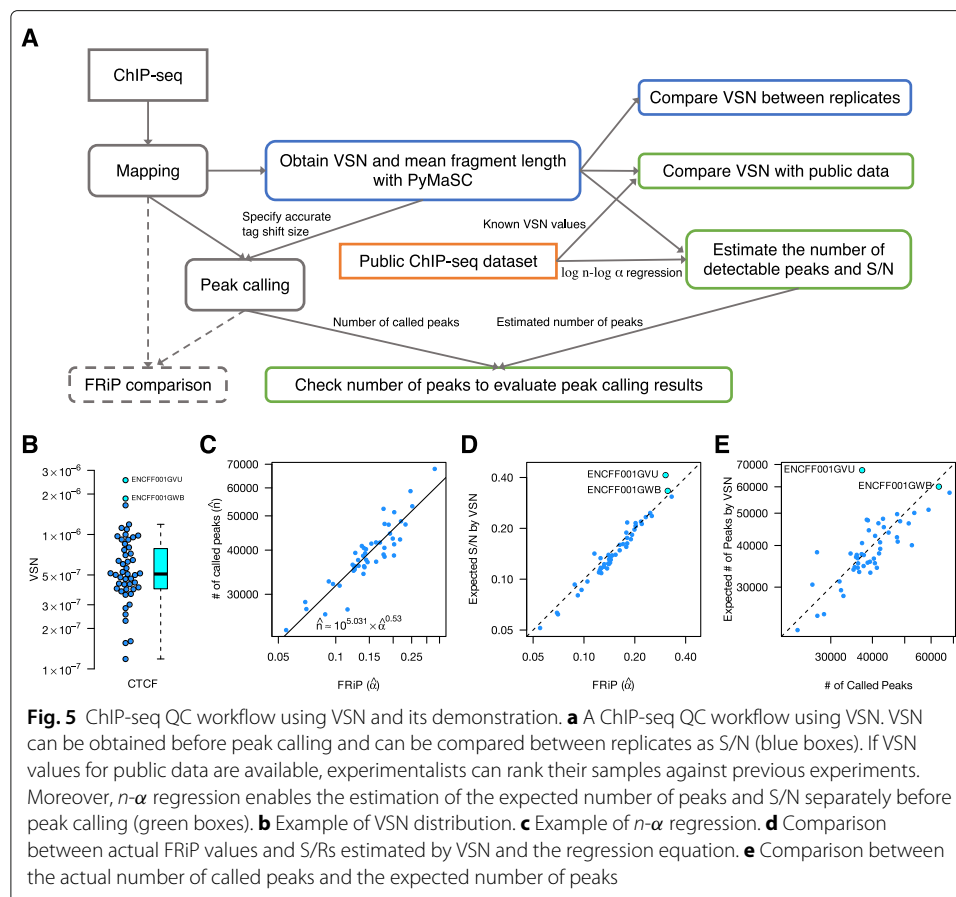 A
ChIP-seq
Mapping
Obtain VSN and mean fragment length
with PyMaSC
Compare VSN between replicates
Compare VSN with public data
Specify accurate
tag shift size
Known VSN values
Public ChIP-seq dataset
log n-log α regression
Estimate the number of
detectable peaks and S/N
Peak calling
Number of called peaks
Estimated number of peaks
FRiP comparison
Check number of peaks to evaluate peak calling results
B
VSN
3×10⁻⁶
2×10⁻⁶
1×10⁻⁶
5×10⁻⁷
3×10⁻⁷
2×10⁻⁷
1×10⁻⁷
ENCFF001GVU
ENCFF001GWB
CTCF
C
# of called peaks (n̂)
70000
60000
50000
40000
30000
n̂ ≃ 10^5.031 × α̂^0.53
0.05
0.1
0.15
0.25
FRiP (α̂)
D
Expected S/N by VSN
0.40
0.20
0.10
0.05
ENCFF001GVU
ENCFF001GWB
0.05
0.10
0.20
0.40
FRiP (α̂)
E
Expected # of Peaks by VSN
70000
60000
50000
40000
30000
ENCFF001GVU
ENCFF001GWB
30000
40000
60000
# of Called Peaks
Fig. 5 ChIP-seq QC workflow using VSN and its demonstration. a A ChIP-seq QC workflow using VSN. VSN
can be obtained before peak calling and can be compared between replicates as S/N (blue boxes). If VSN
values for public data are available, experimentalists can rank their samples against previous experiments.
Moreover, n-α regression enables the estimation of the expected number of peaks and S/N separately before
peak calling (green boxes). b Example of VSN distribution. c Example of n-α regression. d Comparison
between actual FRiP values and S/Rs estimated by VSN and the regression equation. e Comparison between
the actual number of called peaks and the expected number of peaks